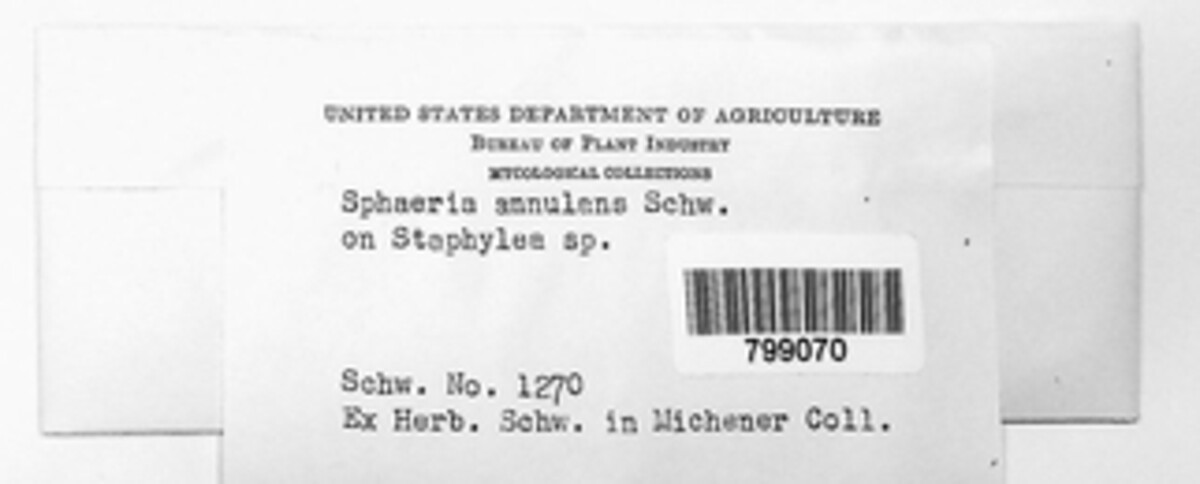 UNITED STATES DEPARTMENT OF AGRICULTURE
BUREAU OF PLANT INDUSTRY
MYCOLOGICAL COLLECTIONS
Sphaeria annulans Schw.
on Staphylea sp.
799070
Schw. No. 1270
Ex Herb. Schw. in Michener Coll.